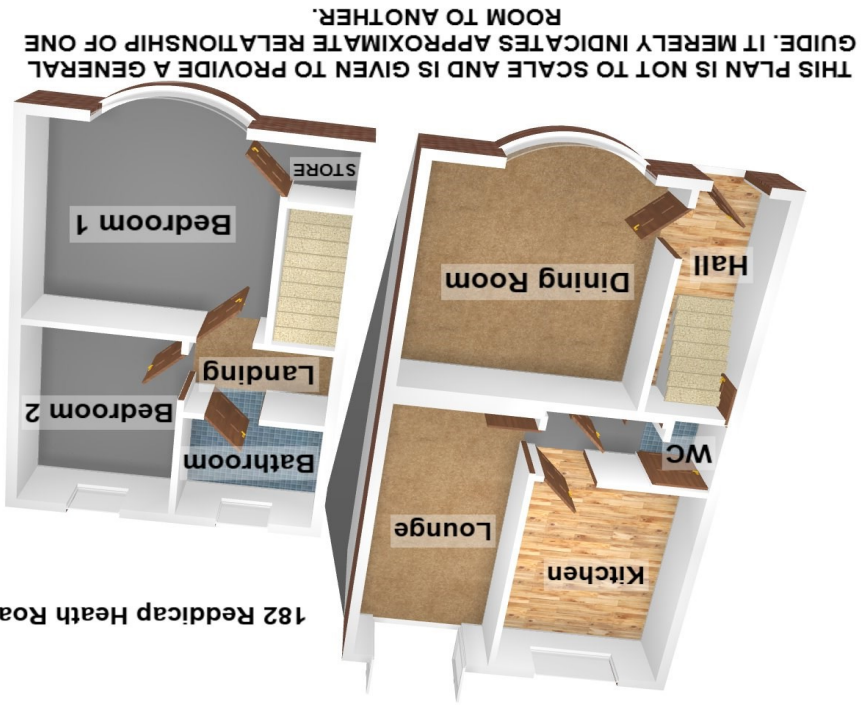 182 Reddicap Heath Roa
Kitchen
Lounge
WC
Dining Room
Hall
Bathroom
Bedroom 2
Landing
Bedroom 1
STORE
THIS PLAN IS NOT TO SCALE AND IS GIVEN TO PROVIDE A GENERAL
GUIDE. IT MERELY INDICATES APPROXIMATE RELATIONSHIP OF ONE
ROOM TO ANOTHER.